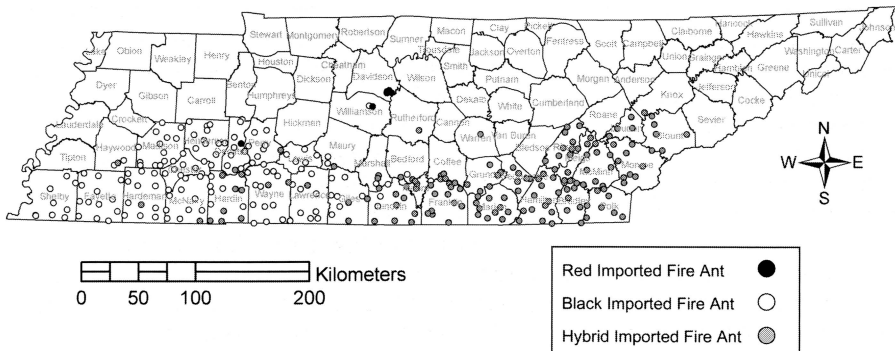 Stewart Montgomery Robertson Sumner Macon Clay Pickett Fentress Scott Campbell Claiborne Hancock Hawkins Sullivan Johnson
Lake Obion Weakley Henry Houston Cheatham Davidson Wilson Trousdale Smith Jackson Overton Union Grainger Hamblen Greene Washington Carter Unicoi
Dyer Gibson Carroll Benton Humphreys Dickson Putnam Morgan Anderson Knox Jefferson Cocke
Lauderdale Crockett Hickman Williamson Rutherford Cannon Dekalb White Cumberland Roane Sevier
Tipton Haywood Madison Maury Marshall Bedford Coffee Warren Van Buren Bledsoe Blount
Shelby Fayette Hardeman McNairy Hardin Wayne Lawrence Giles Lincoln Franklin Marion Hamilton McMinn Monroe Polk
N
W E
S
Kilometers
0 50 100 200
Red Imported Fire Ant
Black Imported Fire Ant
Hybrid Imported Fire Ant